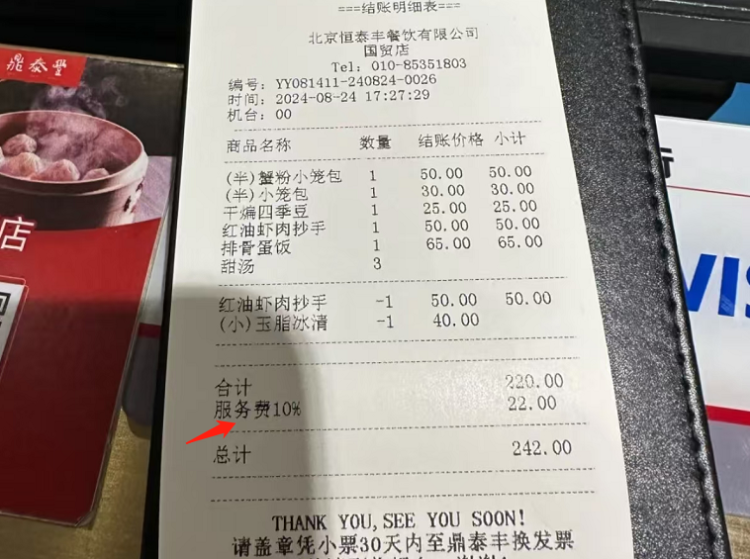 ===结账明细表===
北京恒泰丰餐饮有限公司
国贸店
Tel: 010-85351803
编号: YY081411-240824-0026
时间: 2024-08-24 17:27:29
机台: 00
商品名称 数量 结账价格 小计
(半)蟹粉小笼包 1 50.00 50.00
(半)小笼包 1 30.00 30.00
干煸四季豆 1 25.00 25.00
红油虾肉抄手 1 50.00 50.00
排骨蛋饭 1 65.00 65.00
甜汤 3
红油虾肉抄手 -1 50.00 50.00
(小)玉脂冰清 -1 40.00
合计 220.00
服务费10% 22.00
总计 242.00
THANK YOU,SEE YOU SOON!
请盖章凭小票30天内至鼎泰丰换发票
鼎泰豐
店
VIS